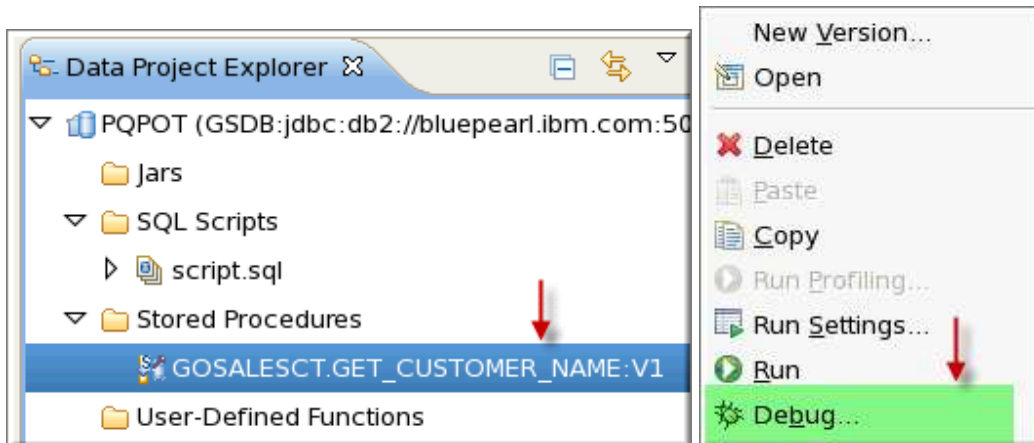 Data Project Explorer
PQPOT (GSDB:jdbc:db2://bluepearl.ibm.com:50
Jars
SQL Scripts
script.sql
Stored Procedures
GOSALESCT.GET_CUSTOMER_NAME:V1
User-Defined Functions
New Version...
Open
Delete
Paste
Copy
Run Profiling...
Run Settings...
Run
Debug...